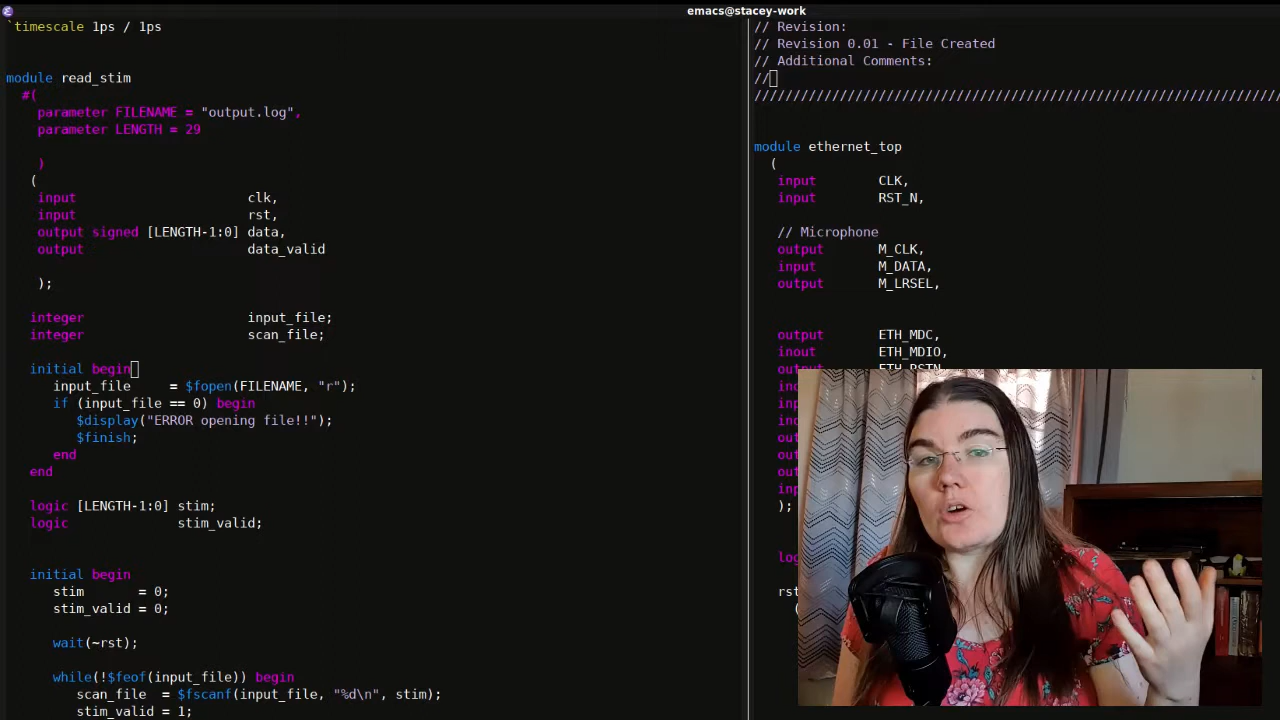 emacs@stacey-work
`timescale 1ps / 1ps
module read_stim
#(
parameter FILENAME = "output.log",
parameter LENGTH = 29
)
(
input clk,
input rst,
output signed [LENGTH-1:0] data,
output data_valid
);
integer input_file;
integer scan_file;
initial begin
input_file = $fopen(FILENAME, "r");
if (input_file == 0) begin
$display("ERROR opening file!!");
$finish;
end
end
logic [LENGTH-1:0] stim;
logic stim_valid;
initial begin
stim = 0;
stim_valid = 0;
wait(~rst);
while(!$feof(input_file)) begin
scan_file = $fscanf(input_file, "%d\n", stim);
stim_valid = 1;
// Revision:
// Revision 0.01 - File Created
// Additional Comments:
//
////////////////////////////////////////////////////////////////////
module ethernet_top
(
input CLK,
input RST_N,
// Microphone
output M_CLK,
input M_DATA,
output M_LRSEL,
output ETH_MDC,
inout ETH_MDIO,
);